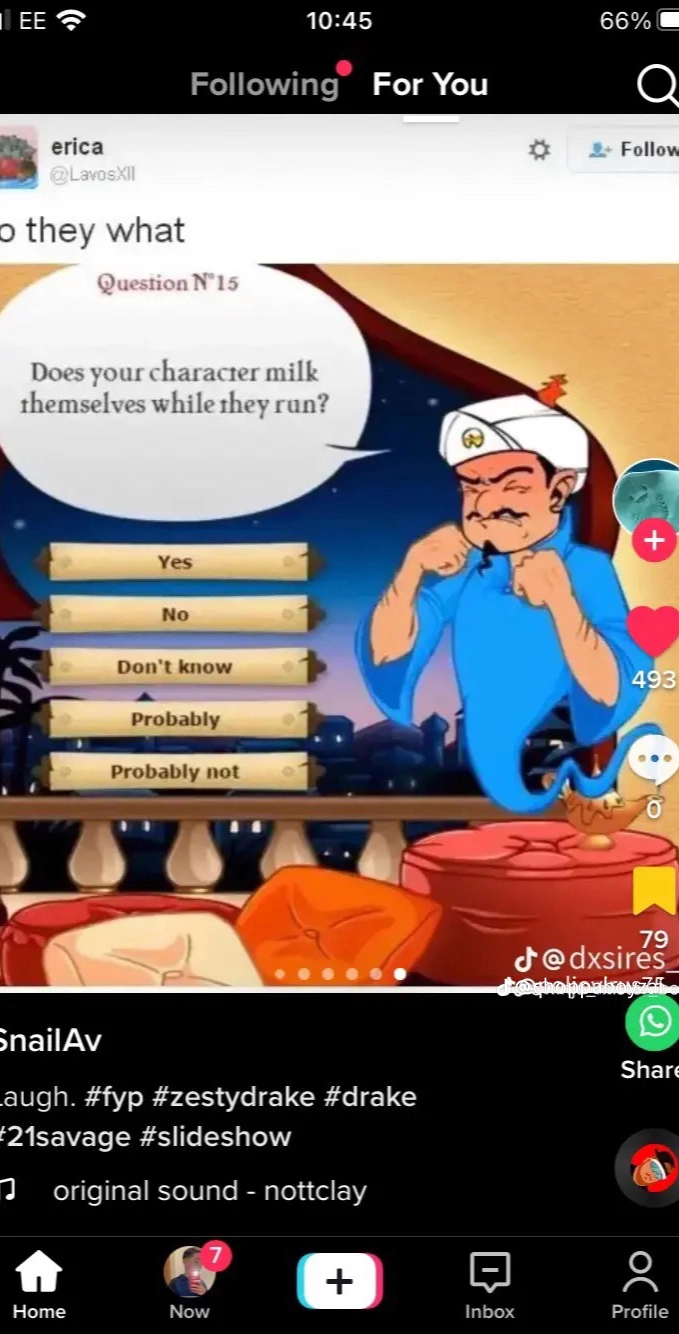 EE
10:45
66%
Following
For You
erica
@LavosXII
Follow
o they what
Question N°15
Does your character milk
themselves while they run?
Yes
No
Don't know
Probably
Probably not
493
0
79
@dxsires_
SnailAv
Laugh. #fyp #zestydrake #drake
#21savage #slideshow
Share
original sound - nottclay
7
Home
Now
Inbox
Profile